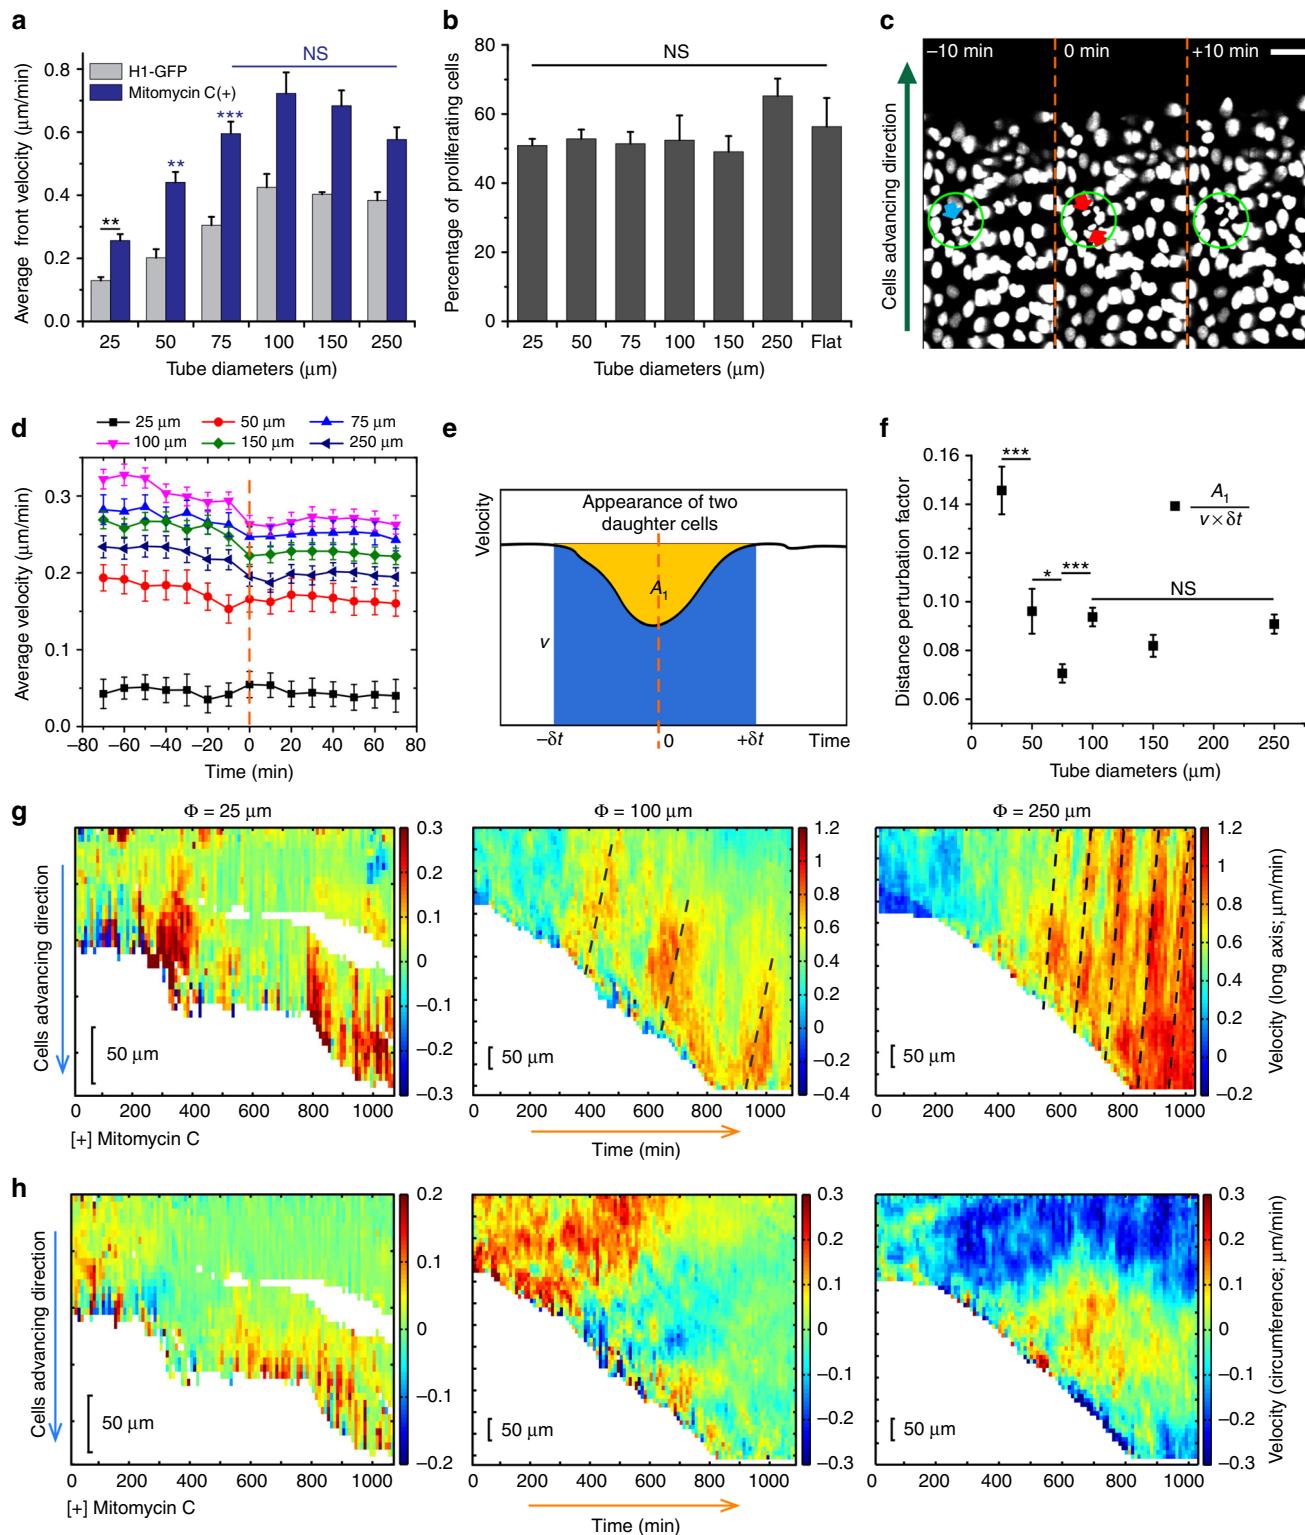 a
NS
H1-GFP
Mitomycin C(+)
**
**
***
0.8
0.6
0.4
0.2
0.0
Average front velocity (µm/min)
25 50 75 100 150 250
Tube diameters (µm)
b
NS
80
60
40
20
0
Percentage of proliferating cells
25 50 75 100 150 250 Flat
Tube diameters (µm)
c
–10 min 0 min +10 min
Cells advancing direction
d
25 µm 50 µm 75 µm
100 µm 150 µm 250 µm
0.3
0.2
0.1
0.0
Average velocity (µm/min)
–80 –60 –40 –20 0 20 40 60 80
Time (min)
e
Velocity
Appearance of two
daughter cells
A1
v
–δt 0 +δt Time
f
0.16
0.14
0.12
0.10
0.08
0.06
Distance perturbation factor
***
* ***
NS
A1
v × δt
0 50 100 150 200 250
Tube diameters (µm)
g
Φ = 25 µm Φ = 100 µm Φ = 250 µm
Cells advancing direction
50 µm
0.3
0.2
0.1
0
–0.1
–0.2
–0.3
0 200 400 600 800 1000
[+] Mitomycin C
50 µm
1.2
1
0.8
0.6
0.4
0.2
0
–0.2
–0.4
0 200 400 600 800 1000
Time (min)
50 µm
1.2
1
0.8
0.6
0.4
0.2
0
–0.2
0 200 400 600 800 1000
Velocity (long axis; µm/min)
h
Cells advancing direction
50 µm
0.2
0.1
0
–0.1
–0.2
0 200 400 600 800 1000
[+] Mitomycin C
50 µm
0.3
0.2
0.1
0
–0.1
–0.2
–0.3
0 200 400 600 800 1000
Time (min)
50 µm
0.3
0.2
0.1
0
–0.1
–0.2
–0.3
0 200 400 600 800 1000
Velocity (circumference; µm/min)